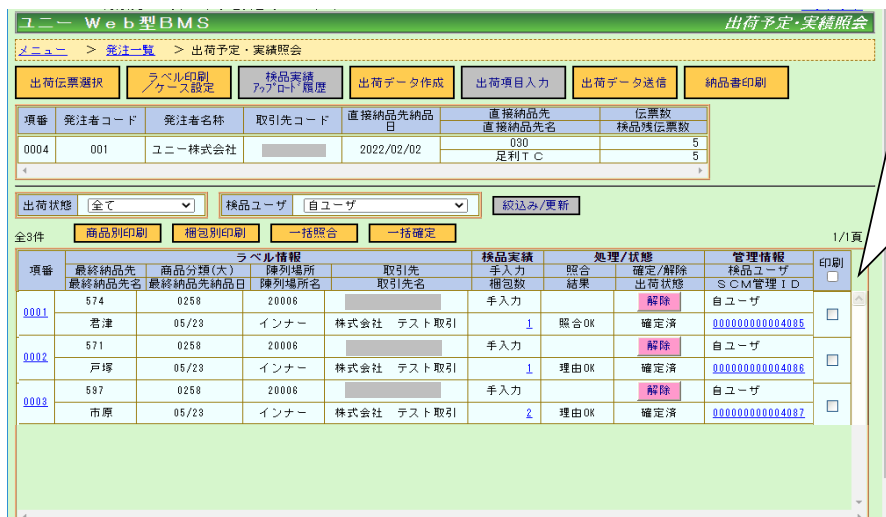 ユニー Web型BMS 出荷予定・実績照会
メニュー > 発注一覧 > 出荷予定・実績照会
出荷伝票選択 ラベル印刷/ケース設定 検品実績ｱｯﾌﾟﾛｰﾄﾞ履歴 出荷データ作成 出荷項目入力 出荷データ送信 納品書印刷
項番 発注者コード 発注者名称 取引先コード 直接納品先納品日 直接納品先 伝票数
直接納品先名 検品残伝票数
0004 001 ユニー株式会社 2022/02/02 030 5
足利TC 5
出荷状態 全て 検品ユーザ 自ユーザ 絞込み/更新
全3件 商品別印刷 梱包別印刷 一括照合 一括確定 1/1頁
項番 ラベル情報 検品実績 処理/状態 管理情報 印刷
最終納品先 商品分類(大) 陳列場所 取引先 手入力 照合 確定/解除 検品ユーザ
最終納品先名 最終納品先納品日 陳列場所名 取引先名 梱包数 結果 出荷状態 SCM管理ID
0001 574 0258 20006 手入力 解除 自ユーザ
君津 05/23 インナー 株式会社 テスト取引 1 照合OK 確定済 000000000004085
0002 571 0258 20006 手入力 解除 自ユーザ
戸塚 05/23 インナー 株式会社 テスト取引 1 理由OK 確定済 000000000004086
0003 597 0258 20006 手入力 解除 自ユーザ
市原 05/23 インナー 株式会社 テスト取引 2 理由OK 確定済 000000000004087